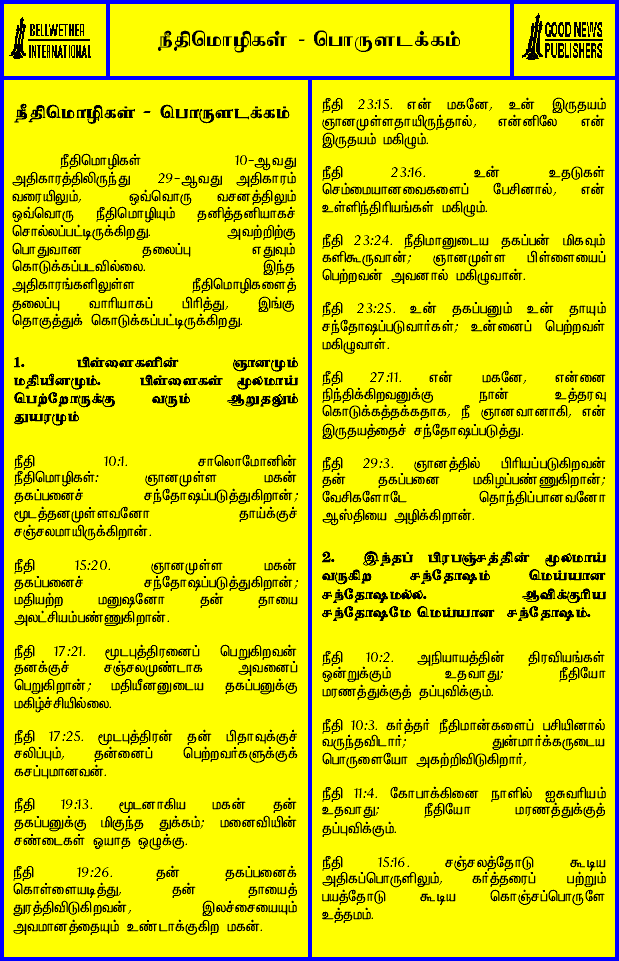 BELLWETHER
INTERNATIONAL
நீதிமொழிகள் - பொருளடக்கம்
GOOD NEWS
PUBLISHERS
நீதிமொழிகள் - பொருளடக்கம்
நீதிமொழிகள் 10-ஆவது
அதிகாரத்திலிருந்து 29-ஆவது அதிகாரம்
வரையிலும், ஒவ்வொரு வசனத்திலும்
ஒவ்வொரு நீதிமொழியும் தனித்தனியாகச்
சொல்லப்பட்டிருக்கிறது. அவற்றிற்கு
பொதுவான தலைப்பு எதுவும்
கொடுக்கப்படவில்லை. இந்த
அதிகாரங்களிலுள்ள நீதிமொழிகளைத்
தலைப்பு வாரியாகப் பிரித்து, இங்கு
தொகுத்துக் கொடுக்கப்பட்டிருக்கிறது.
1. பிள்ளைகளின் ஞானமும்
மதியீனமும். பிள்ளைகள் மூலமாய்
பெற்றோருக்கு வரும் ஆறுதலும்
துயரமும்
நீதி 10:1. சாலொமோனின்
நீதிமொழிகள்: ஞானமுள்ள மகன்
தகப்பனைச் சந்தோஷப்படுத்துகிறான்;
மூடத்தனமுள்ளவனோ தாய்க்குச்
சஞ்சலமாயிருக்கிறான்.
நீதி 15:20. ஞானமுள்ள மகன்
தகப்பனைச் சந்தோஷப்படுத்துகிறான்;
மதியற்ற மனுஷனோ தன் தாயை
அலட்சியம்பண்ணுகிறான்.
நீதி 17:21. மூடபுத்திரனைப் பெறுகிறவன்
தனக்குச் சஞ்சலமுண்டாக அவனைப்
பெறுகிறான்; மதியீனனுடைய தகப்பனுக்கு
மகிழ்ச்சியில்லை.
நீதி 17:25. மூடபுத்திரன் தன் பிதாவுக்குச்
சலிப்பும், தன்னைப் பெற்றவர்களுக்குக்
கசப்புமானவன்.
நீதி 19:13. மூடனாகிய மகன் தன்
தகப்பனுக்கு மிகுந்த துக்கம்; மனைவியின்
சண்டைகள் ஓயாத ஒழுக்கு.
நீதி 19:26. தன் தகப்பனைக்
கொள்ளையடித்து, தன் தாயைத்
துரத்திவிடுகிறவன், இலச்சையையும்
அவமானத்தையும் உண்டாக்குகிற மகன்.
நீதி 23:15. என் மகனே, உன் இருதயம்
ஞானமுள்ளதாயிருந்தால், என்னிலே என்
இருதயம் மகிழும்.
நீதி 23:16. உன் உதடுகள்
செம்மையானவைகளைப் பேசினால், என்
உள்ளிந்திரியங்கள் மகிழும்.
நீதி 23:24. நீதிமானுடைய தகப்பன் மிகவும்
களிகூருவான்; ஞானமுள்ள பிள்ளையைப்
பெற்றவன் அவனால் மகிழுவான்.
நீதி 23:25. உன் தகப்பனும் உன் தாயும்
சந்தோஷப்படுவார்கள்; உன்னைப் பெற்றவள்
மகிழுவாள்.
நீதி 27:11. என் மகனே, என்னை
நிந்திக்கிறவனுக்கு நான் உத்தரவு
கொடுக்கத்தக்கதாக, நீ ஞானவானாகி, என்
இருதயத்தைச் சந்தோஷப்படுத்து.
நீதி 29:3. ஞானத்தில் பிரியப்படுகிறவன்
தன் தகப்பனை மகிழப்பண்ணுகிறான்;
வேசிகளோடே தொந்திப்பானவனோ
ஆஸ்தியை அழிக்கிறான்.
2. இந்தப் பிரபஞ்சத்தின் மூலமாய்
வருகிற சந்தோஷம் மெய்யான
சந்தோஷமல்ல. ஆவிக்குரிய
சந்தோஷமே மெய்யான சந்தோஷம்.
நீதி 10:2. அநியாயத்தின் திரவியங்கள்
ஒன்றுக்கும் உதவாது; நீதியோ
மரணத்துக்குத் தப்புவிக்கும்.
நீதி 10:3. கர்த்தர் நீதிமான்களைப் பசியினால்
வருந்தவிடார்; துன்மார்க்கருடைய
பொருளையோ அகற்றிவிடுகிறார்,
நீதி 11:4. கோபாக்கினை நாளில் ஐசுவரியம்
உதவாது; நீதியோ மரணத்துக்குத்
தப்புவிக்கும்.
நீதி 15:16. சஞ்சலத்தோடு கூடிய
அதிகப்பொருளிலும், கர்த்தரைப் பற்றும்
பயத்தோடு கூடிய கொஞ்சப்பொருளே
உத்தமம்.